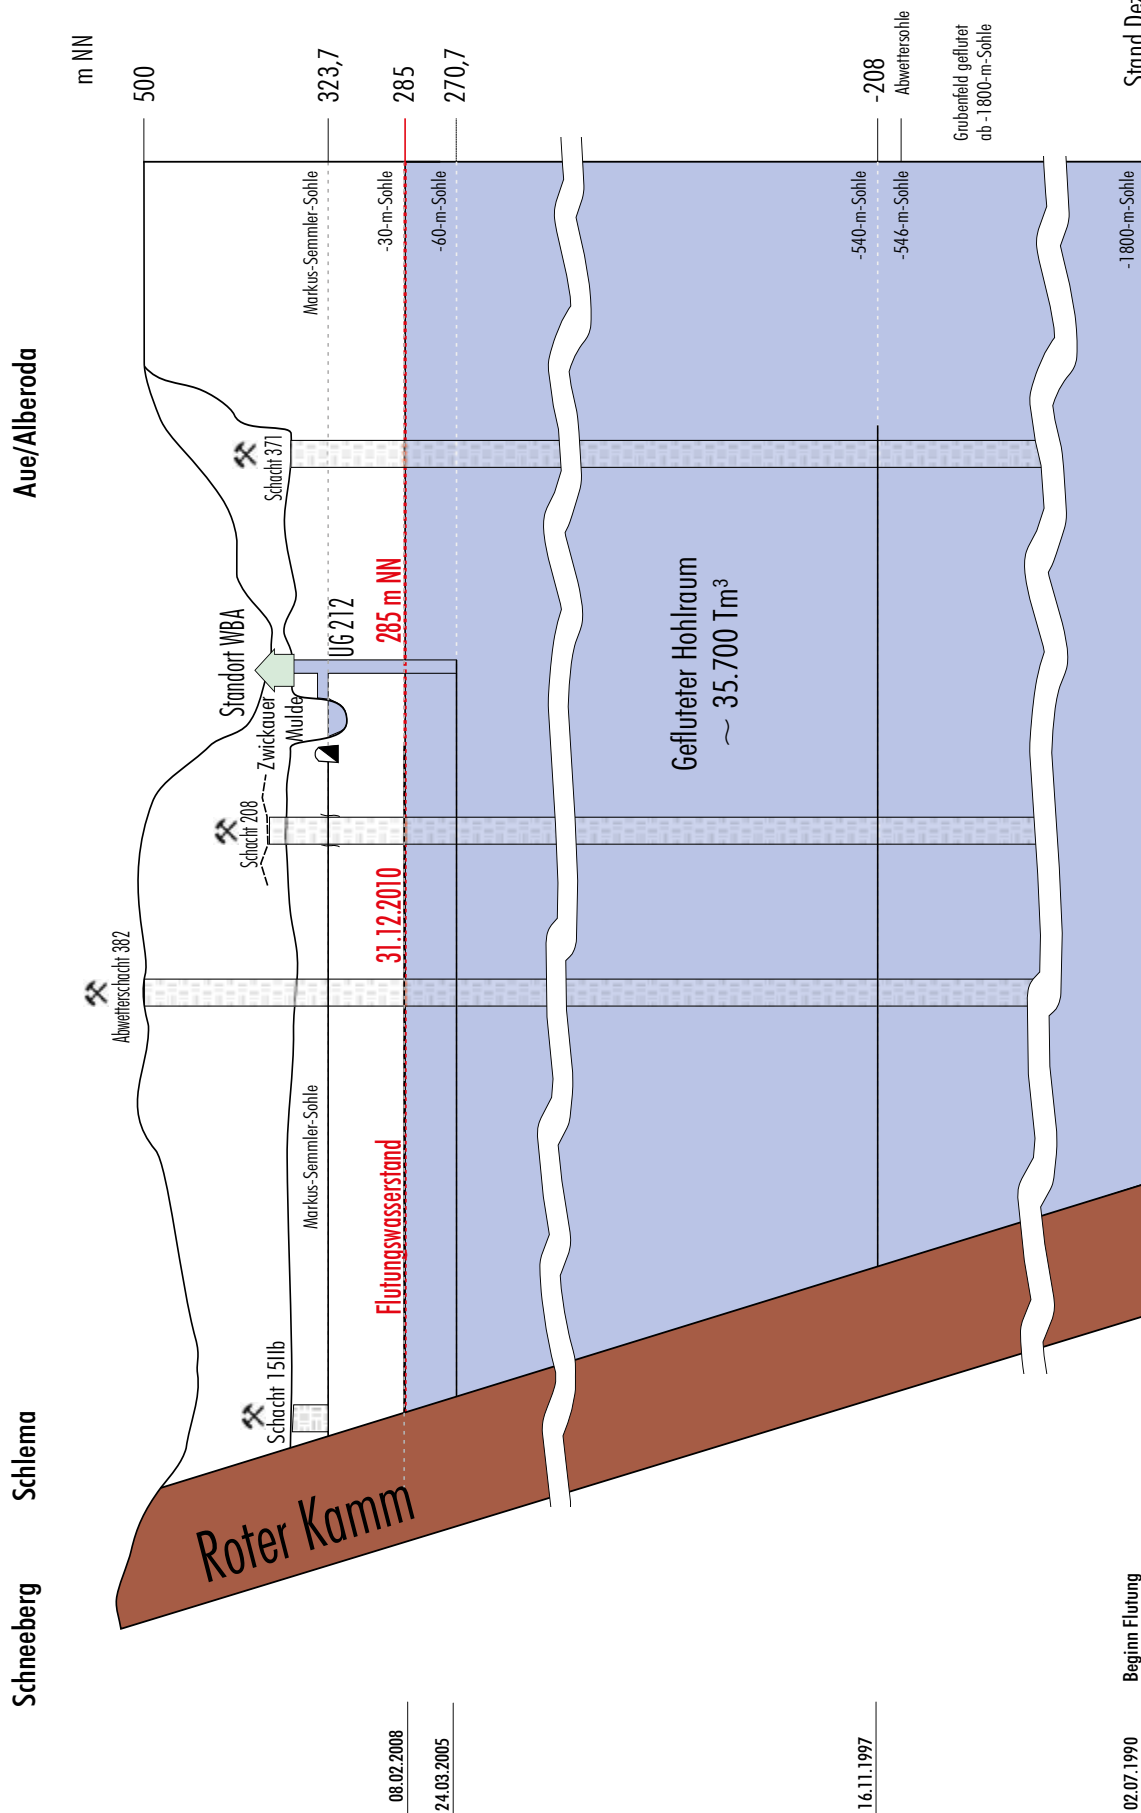 Schneeberg
Schlema
Aue/Alberoda
m NN
500
323,7
285
270,7
-208
Abwettersohle
Grubenfeld geflutet
ab -1800-m-Sohle
Abwetterschacht 382
Schacht 208
Zwickauer
Mulde
Standort WBA
UG 212
Schacht 371
Schacht 15IIb
Markus-Semmler-Sohle
Markus-Semmler-Sohle
Flutungswasserstand
31.12.2010
285 m NN
-30-m-Sohle
-60-m-Sohle
-540-m-Sohle
-546-m-Sohle
-1800-m-Sohle
Gefluteter Hohlraum
~ 35.700 Tm³
Roter Kamm
08.02.2008
24.03.2005
16.11.1997
02.07.1990
Beginn Flutung
Stand Dez